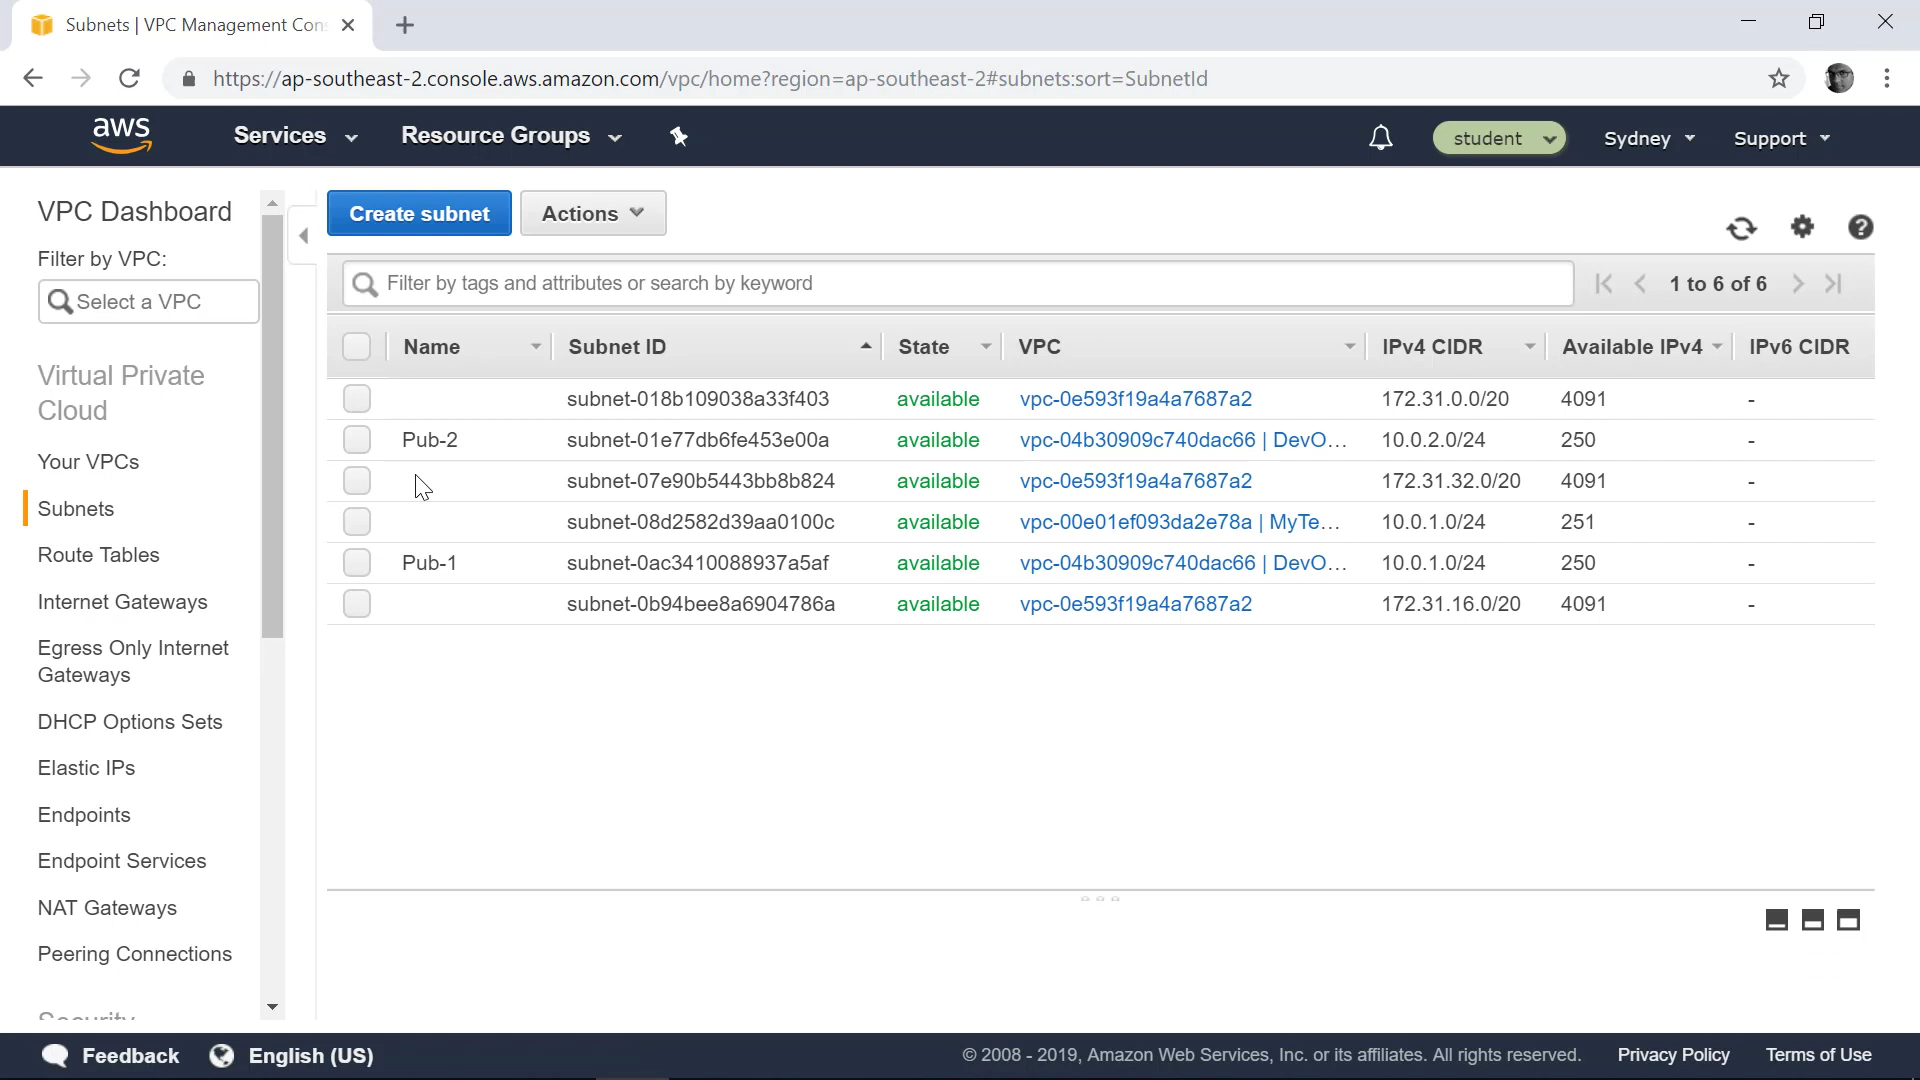 Subnets | VPC Management Con
https://ap-southeast-2.console.aws.amazon.com/vpc/home?region=ap-southeast-2#subnets:sort=SubnetId
aws
Services
Resource Groups
student
Sydney
Support
VPC Dashboard
Filter by VPC:
Select a VPC
Virtual Private
Cloud
Your VPCs
Subnets
Route Tables
Internet Gateways
Egress Only Internet
Gateways
DHCP Options Sets
Elastic IPs
Endpoints
Endpoint Services
NAT Gateways
Peering Connections
Security
Create subnet
Actions
Filter by tags and attributes or search by keyword
1 to 6 of 6
Name Subnet ID State VPC IPv4 CIDR Available IPv4 IPv6 CIDR
subnet-018b109038a33f403 available vpc-0e593f19a4a7687a2 172.31.0.0/20 4091 -
Pub-2 subnet-01e77db6fe453e00a available vpc-04b30909c740dac66 | DevO... 10.0.2.0/24 250 -
subnet-07e90b5443bb8b824 available vpc-0e593f19a4a7687a2 172.31.32.0/20 4091 -
subnet-08d2582d39aa0100c available vpc-00e01ef093da2e78a | MyTe... 10.0.1.0/24 251 -
Pub-1 subnet-0ac3410088937a5af available vpc-04b30909c740dac66 | DevO... 10.0.1.0/24 250 -
subnet-0b94bee8a6904786a available vpc-0e593f19a4a7687a2 172.31.16.0/20 4091 -
Feedback
English (US)
© 2008 - 2019, Amazon Web Services, Inc. or its affiliates. All rights reserved.
Privacy Policy
Terms of Use